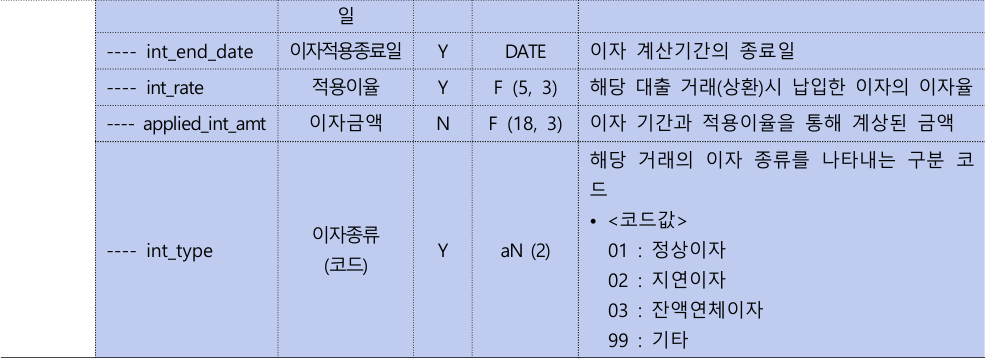 일
---- int_end_date 이자적용종료일 Y DATE 이자 계산기간의 종료일
---- int_rate 적용이율 Y F (5, 3) 해당 대출 거래(상환)시 납입한 이자의 이자율
---- applied_int_amt 이자금액 N F (18, 3) 이자 기간과 적용이율을 통해 계상된 금액
---- int_type 이자종류
(코드) Y aN (2) 해당 거래의 이자 종류를 나타내는 구분 코
드
• <코드값>
01 : 정상이자
02 : 지연이자
03 : 잔액연체이자
99 : 기타